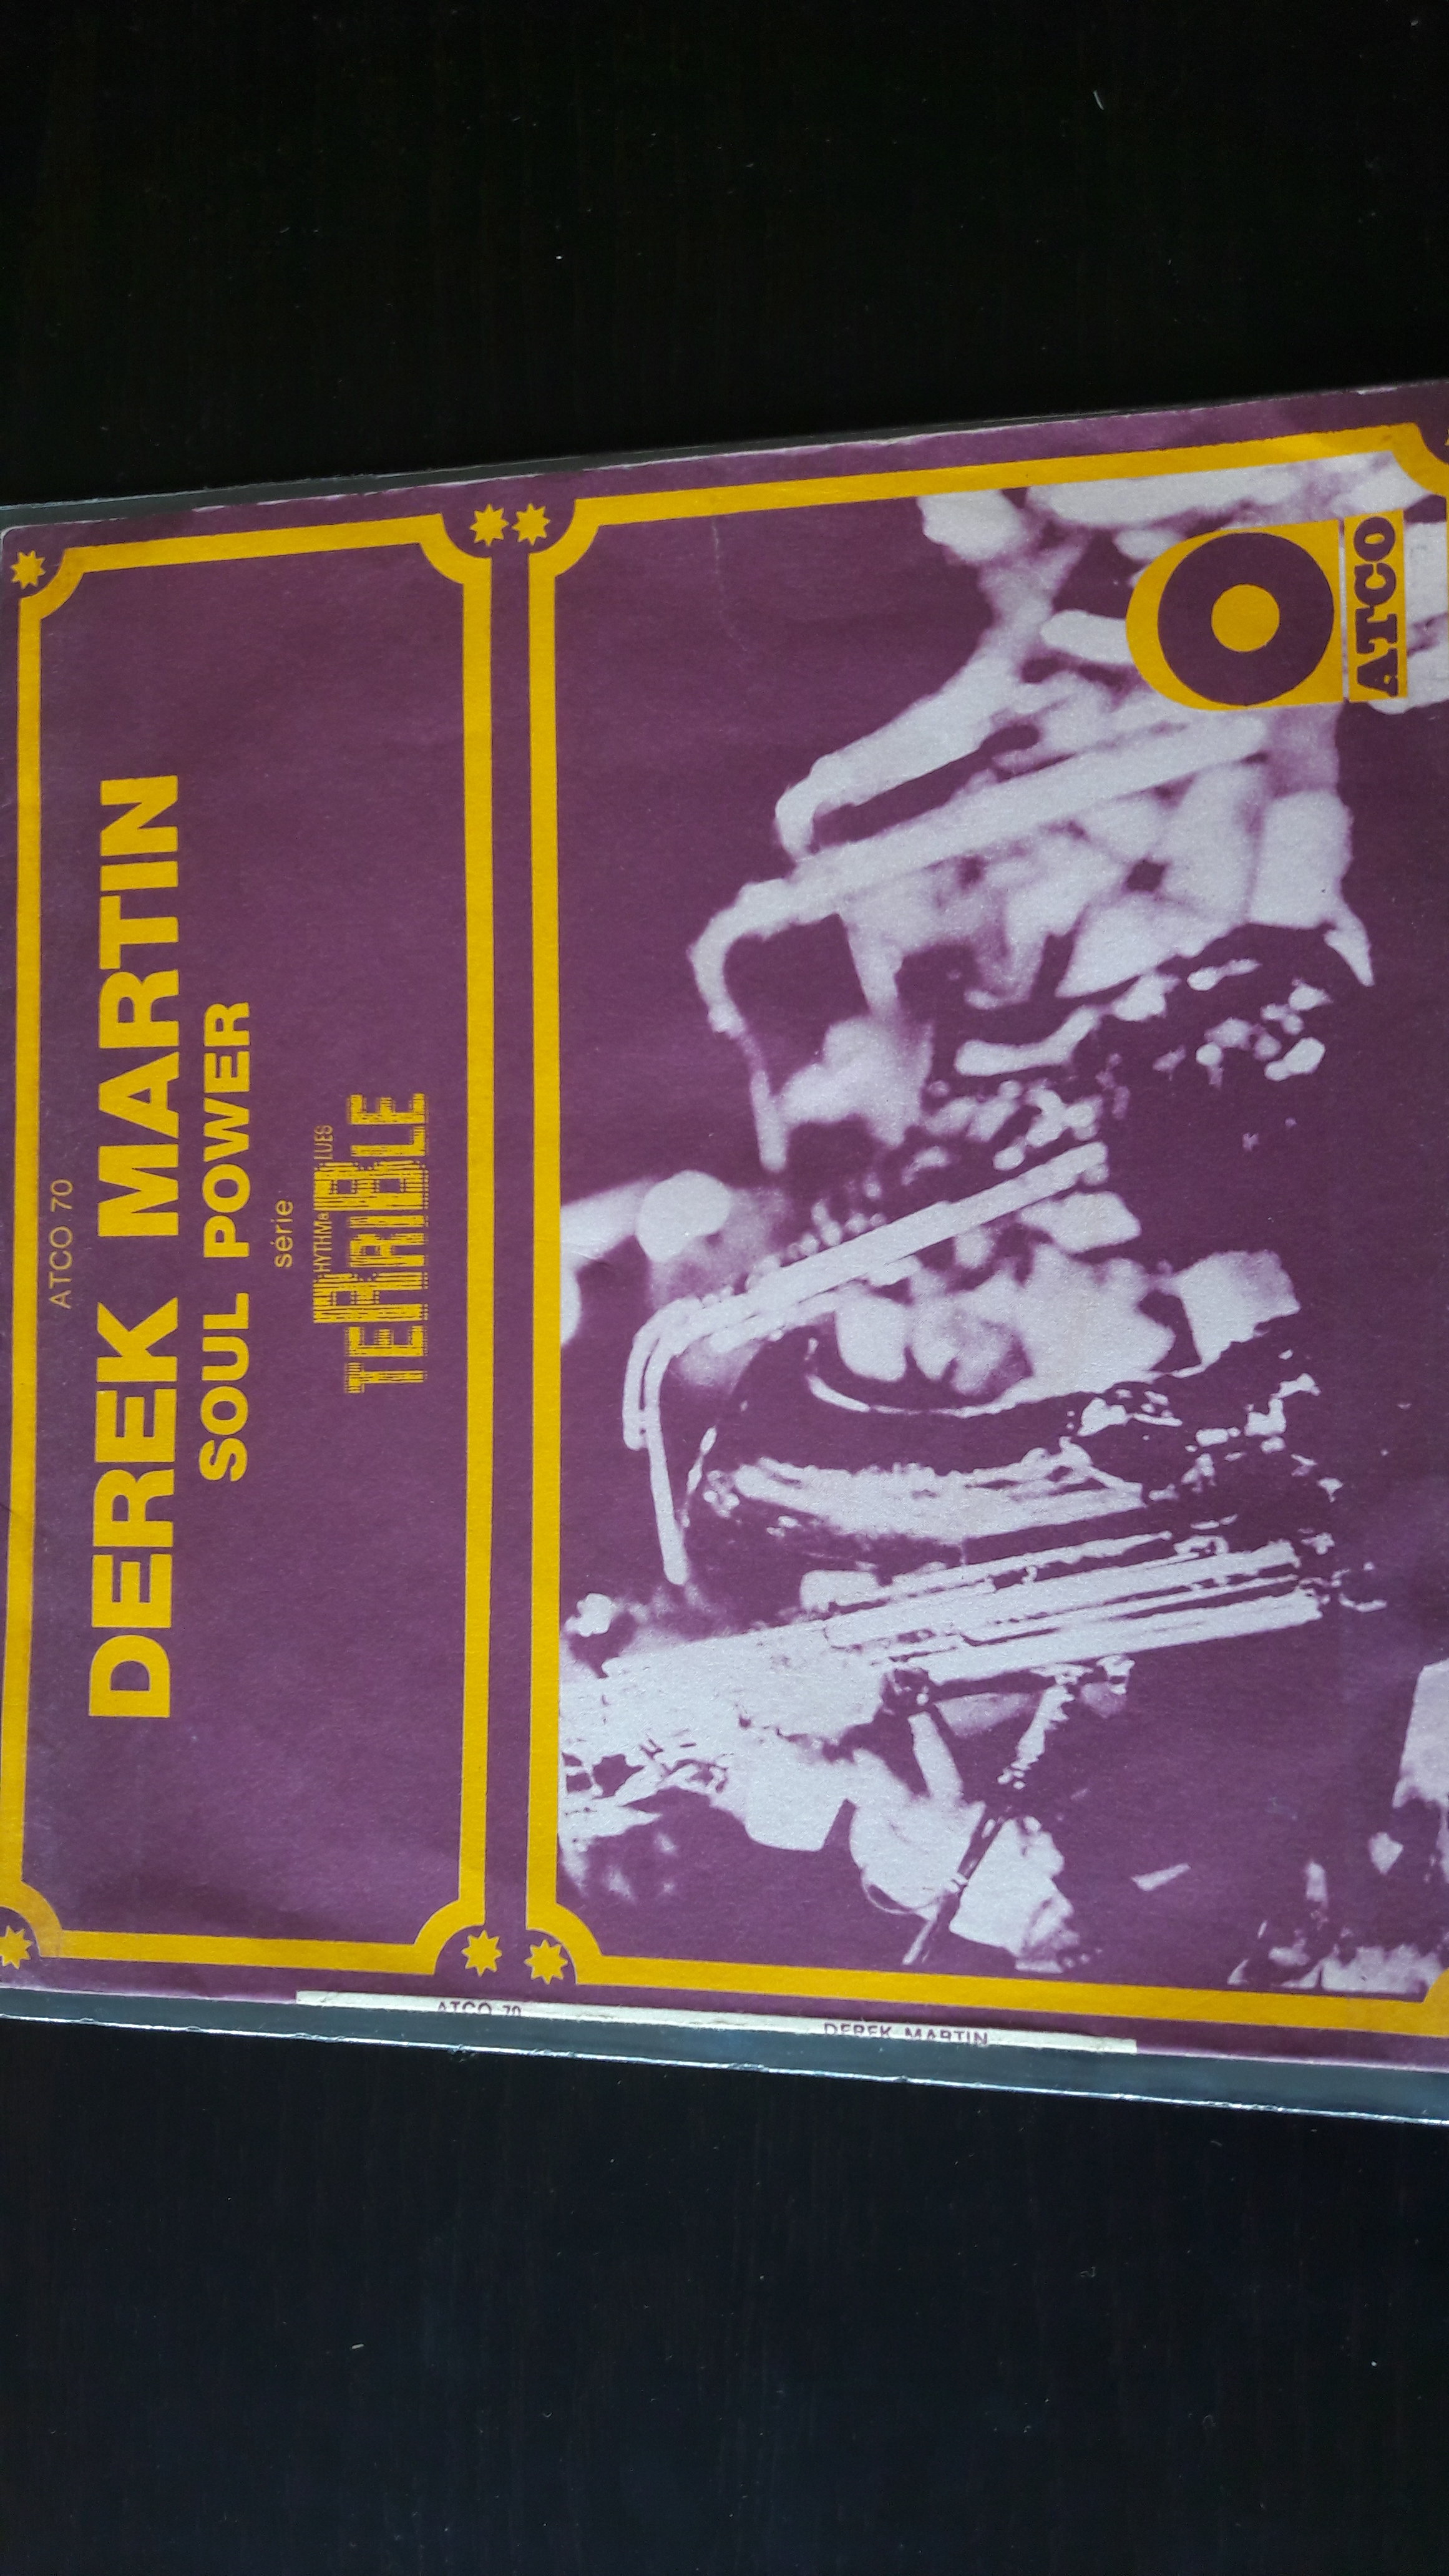 ATCO 70
DEREK MARTIN
SOUL POWER
série
RHYTHM & BLUES
TERRIBLE
ATCO
ATCO 70 DEREK MARTIN